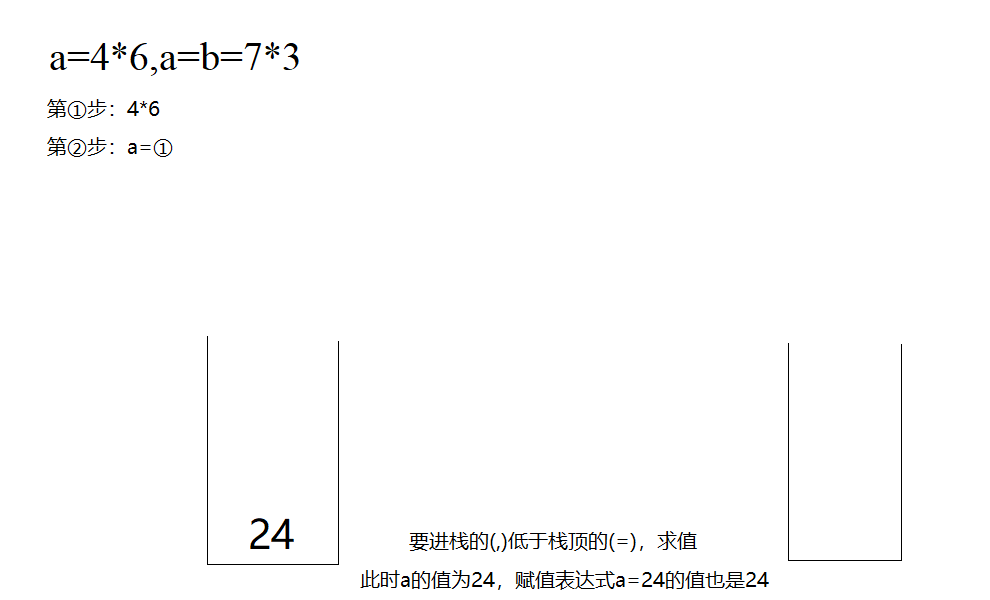 a=4*6,a=b=7*3
第①步：4*6
第②步：a=①
24
要进栈的(,)低于栈顶的(=)，求值
此时a的值为24，赋值表达式a=24的值也是24